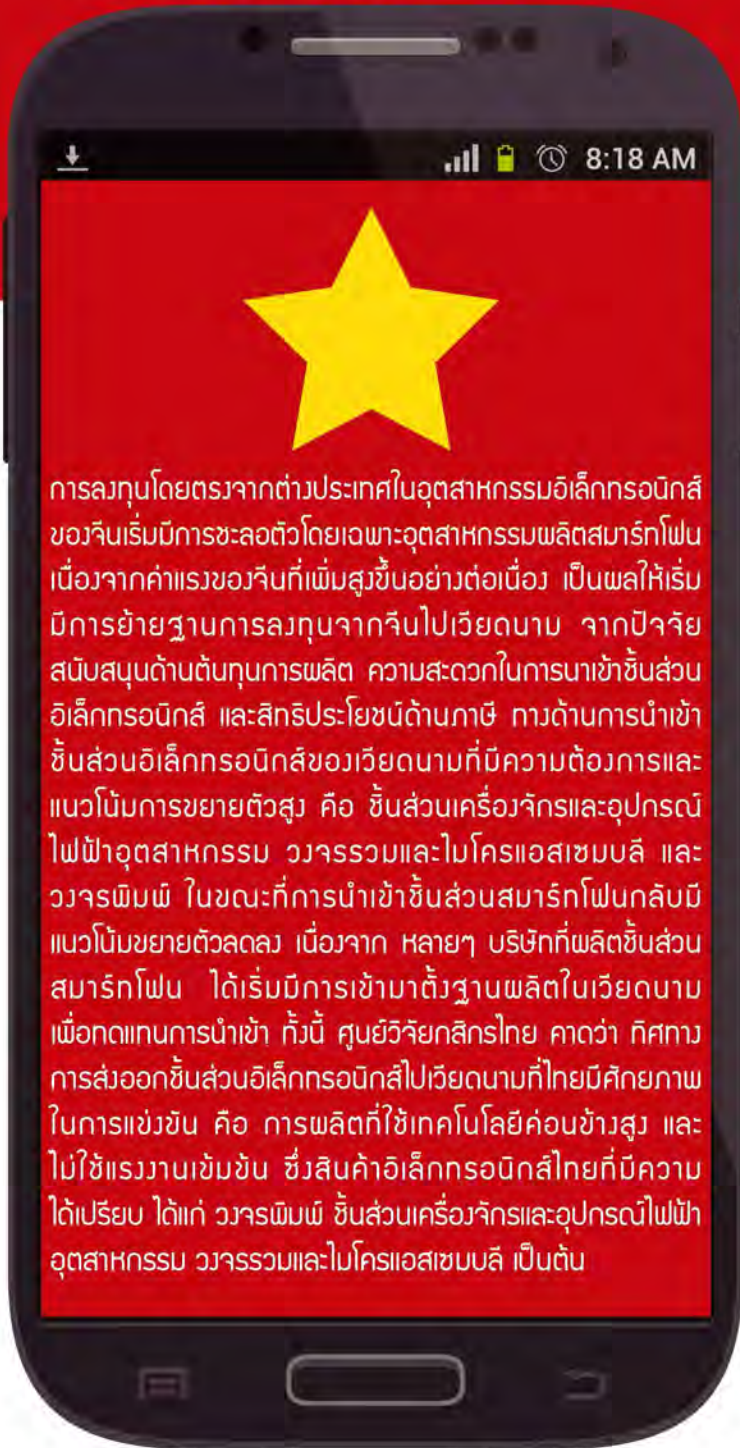 8:18 AM
การลงทุนโดยตรงจากต่างประเทศในอุตสาหกรรมอิเล็กทรอนิกส์
ของจีนเริ่มมีการชะลอตัวโดยเฉพาะอุตสาหกรรมผลิตสมาร์ทโฟน
เนื่องจากค่าแรงของจีนที่เพิ่มสูงขึ้นอย่างต่อเนื่อง เป็นผลให้เริ่ม
มีการย้ายฐานการลงทุนจากจีนไปเวียดนาม จากปัจจัย
สนับสนุนด้านต้นทุนการผลิต ความสะดวกในการนาเข้าชิ้นส่วน
อิเล็กทรอนิกส์ และสิทธิประโยชน์ด้านภาษี ทางด้านการนำเข้า
ชิ้นส่วนอิเล็กทรอนิกส์ของเวียดนามที่มีความต้องการและ
แนวโน้มการขยายตัวสูง คือ ชิ้นส่วนเครื่องจักรและอุปกรณ์
ไฟฟ้าอุตสาหกรรม วงจรรวมและไมโครแอสเซมบลี และ
วงจรพิมพ์ ในขณะที่การนำเข้าชิ้นส่วนสมาร์ทโฟนกลับมี
แนวโน้มขยายตัวลดลง เนื่องจาก หลายๆ บริษัทที่ผลิตชิ้นส่วน
สมาร์ทโฟน ได้เริ่มมีการเข้ามาตั้งฐานผลิตในเวียดนาม
เพื่อทดแทนการนำเข้า ทั้งนี้ ศูนย์วิจัยกสิกรไทย คาดว่า ทิศทาง
การส่งออกชิ้นส่วนอิเล็กทรอนิกส์ไปเวียดนามที่ไทยมีศักยภาพ
ในการแข่งขัน คือ การผลิตที่ใช้เทคโนโลยีค่อนข้างสูง และ
ไม่ใช้แรงงานเข้มข้น ซึ่งสินค้าอิเล็กทรอนิกส์ไทยที่มีความ
ได้เปรียบ ได้แก่ วงจรพิมพ์ ชิ้นส่วนเครื่องจักรและอุปกรณ์ไฟฟ้า
อุตสาหกรรม วงจรรวมและไมโครแอสเซมบลี เป็นต้น